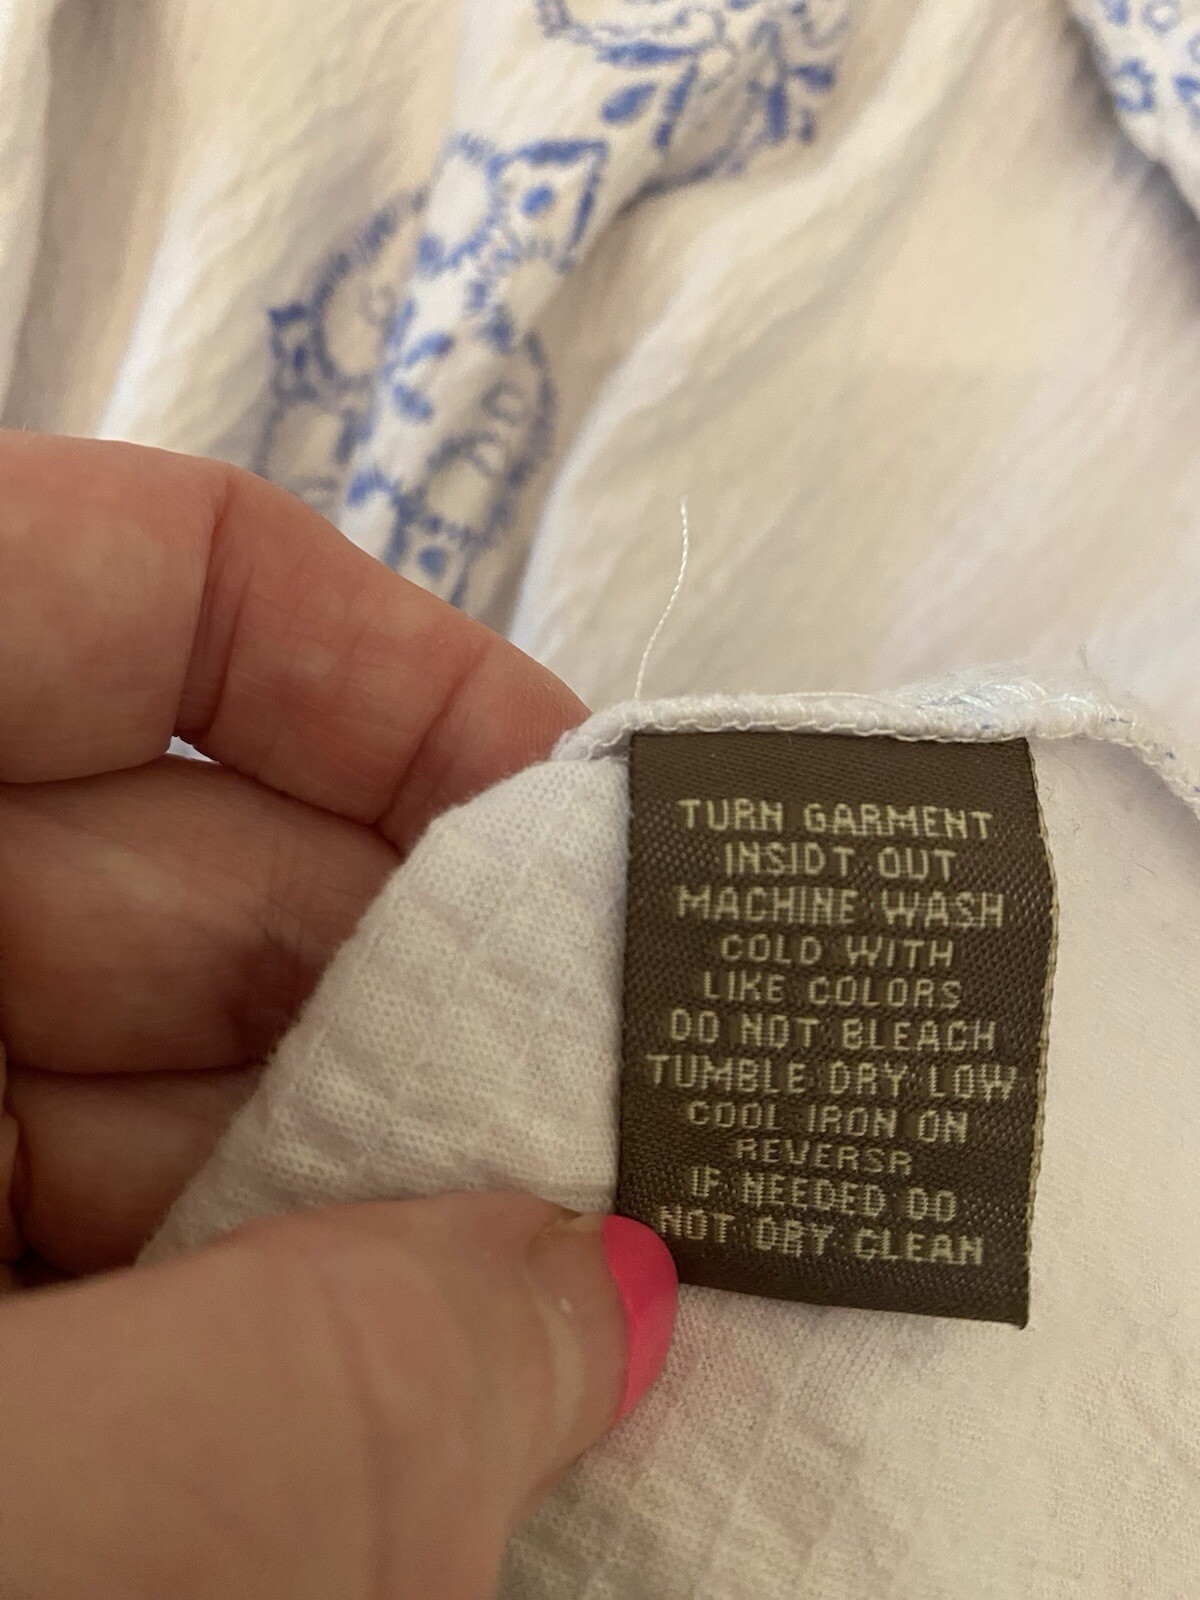 TURN GARMENT
INSIDT OUT
MACHINE WASH
COLD WITH
LIKE COLORS
DO NOT BLEACH
TUMBLE DRY LOW
COOL IRON ON
REVERSR
IF NEEDED DO
NOT DRY CLEAN